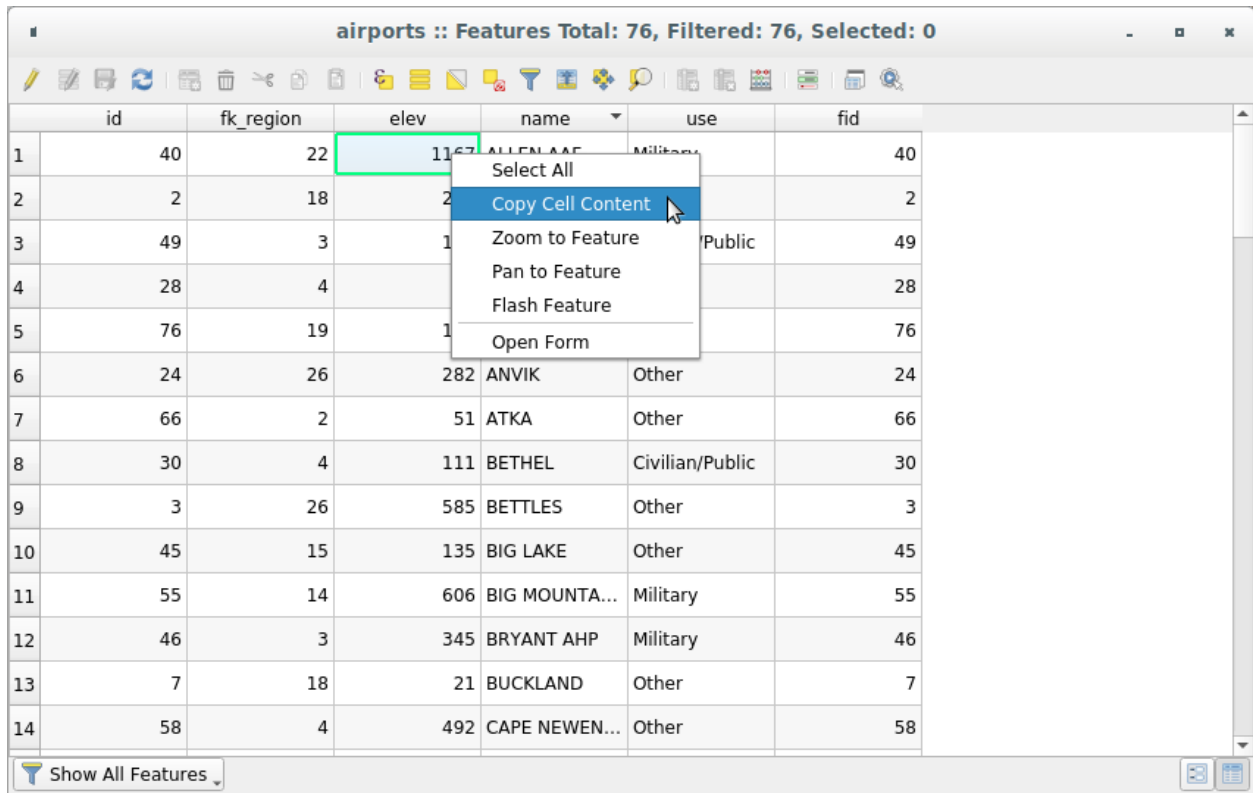 airports :: Features Total: 76, Filtered: 76, Selected: 0
id fk_region elev name use fid
1 40 22 1167 ALLEN AAF Military 40
Select All
2 2 18 2 2
Copy Cell Content
3 49 3 1 /Public 49
Zoom to Feature
4 28 4 28
Pan to Feature
Flash Feature
5 76 19 1 76
Open Form
6 24 26 282 ANVIK Other 24
7 66 2 51 ATKA Other 66
8 30 4 111 BETHEL Civilian/Public 30
9 3 26 585 BETTLES Other 3
10 45 15 135 BIG LAKE Other 45
11 55 14 606 BIG MOUNTA... Military 55
12 46 3 345 BRYANT AHP Military 46
13 7 18 21 BUCKLAND Other 7
14 58 4 492 CAPE NEWEN... Other 58
Show All Features